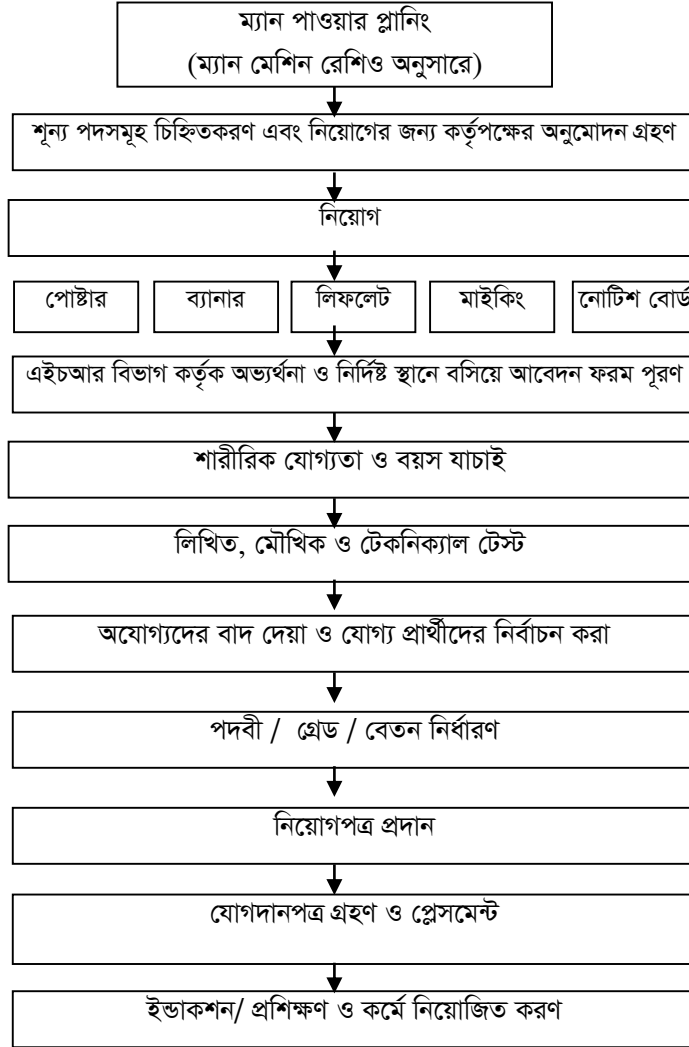 ম্যান পাওয়ার প্লানিং
(ম্যান মেশিন রেশিও অনুসারে)
শূন্য পদসমূহ চিহ্নিতকরণ এবং নিয়োগের জন্য কর্তৃপক্ষের অনুমোদন গ্রহণ
নিয়োগ
পোষ্টার ব্যানার লিফলেট মাইকিং নোটিশ বোর্ড
এইচআর বিভাগ কর্তৃক অভ্যর্থনা ও নির্দিষ্ট স্থানে বসিয়ে আবেদন ফরম পূরণ
শারীরিক যোগ্যতা ও বয়স যাচাই
লিখিত, মৌখিক ও টেকনিক্যাল টেস্ট
অযোগ্যদের বাদ দেয়া ও যোগ্য প্রার্থীদের নির্বাচন করা
পদবী / গ্রেড / বেতন নির্ধারণ
নিয়োগপত্র প্রদান
যোগদানপত্র গ্রহণ ও প্লেসমেন্ট
ইন্ডাকশন/ প্রশিক্ষণ ও কর্মে নিয়োজিত করণ